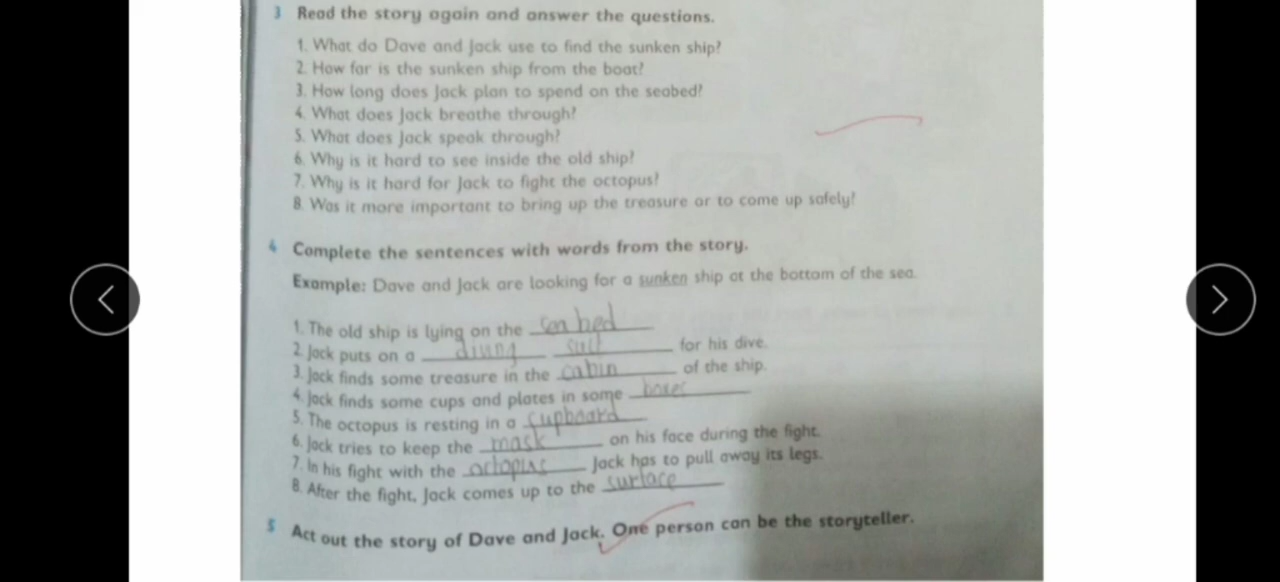 3 Read the story again and answer the questions.
1. What do Dave and Jack use to find the sunken ship?
2. How far is the sunken ship from the boat?
3. How long does Jack plan to spend on the seabed?
4. What does Jack breathe through?
5. What does Jack speak through?
6. Why is it hard to see inside the old ship?
7. Why is it hard for Jack to fight the octopus?
8. Was it more important to bring up the treasure or to come up safely?
4 Complete the sentences with words from the story.
Example: Dave and Jack are looking for a sunken ship at the bottom of the sea.
1. The old ship is lying on the sea bed
2. Jack puts on a diving suit for his dive.
3. Jack finds some treasure in the cabin of the ship.
4. Jack finds some cups and plates in some boxes
5. The octopus is resting in a cupboard
6. Jack tries to keep the mask on his face during the fight.
7. In his fight with the octopus Jack has to pull away its legs.
8. After the fight, Jack comes up to the surface
5 Act out the story of Dave and Jack. One person can be the storyteller.